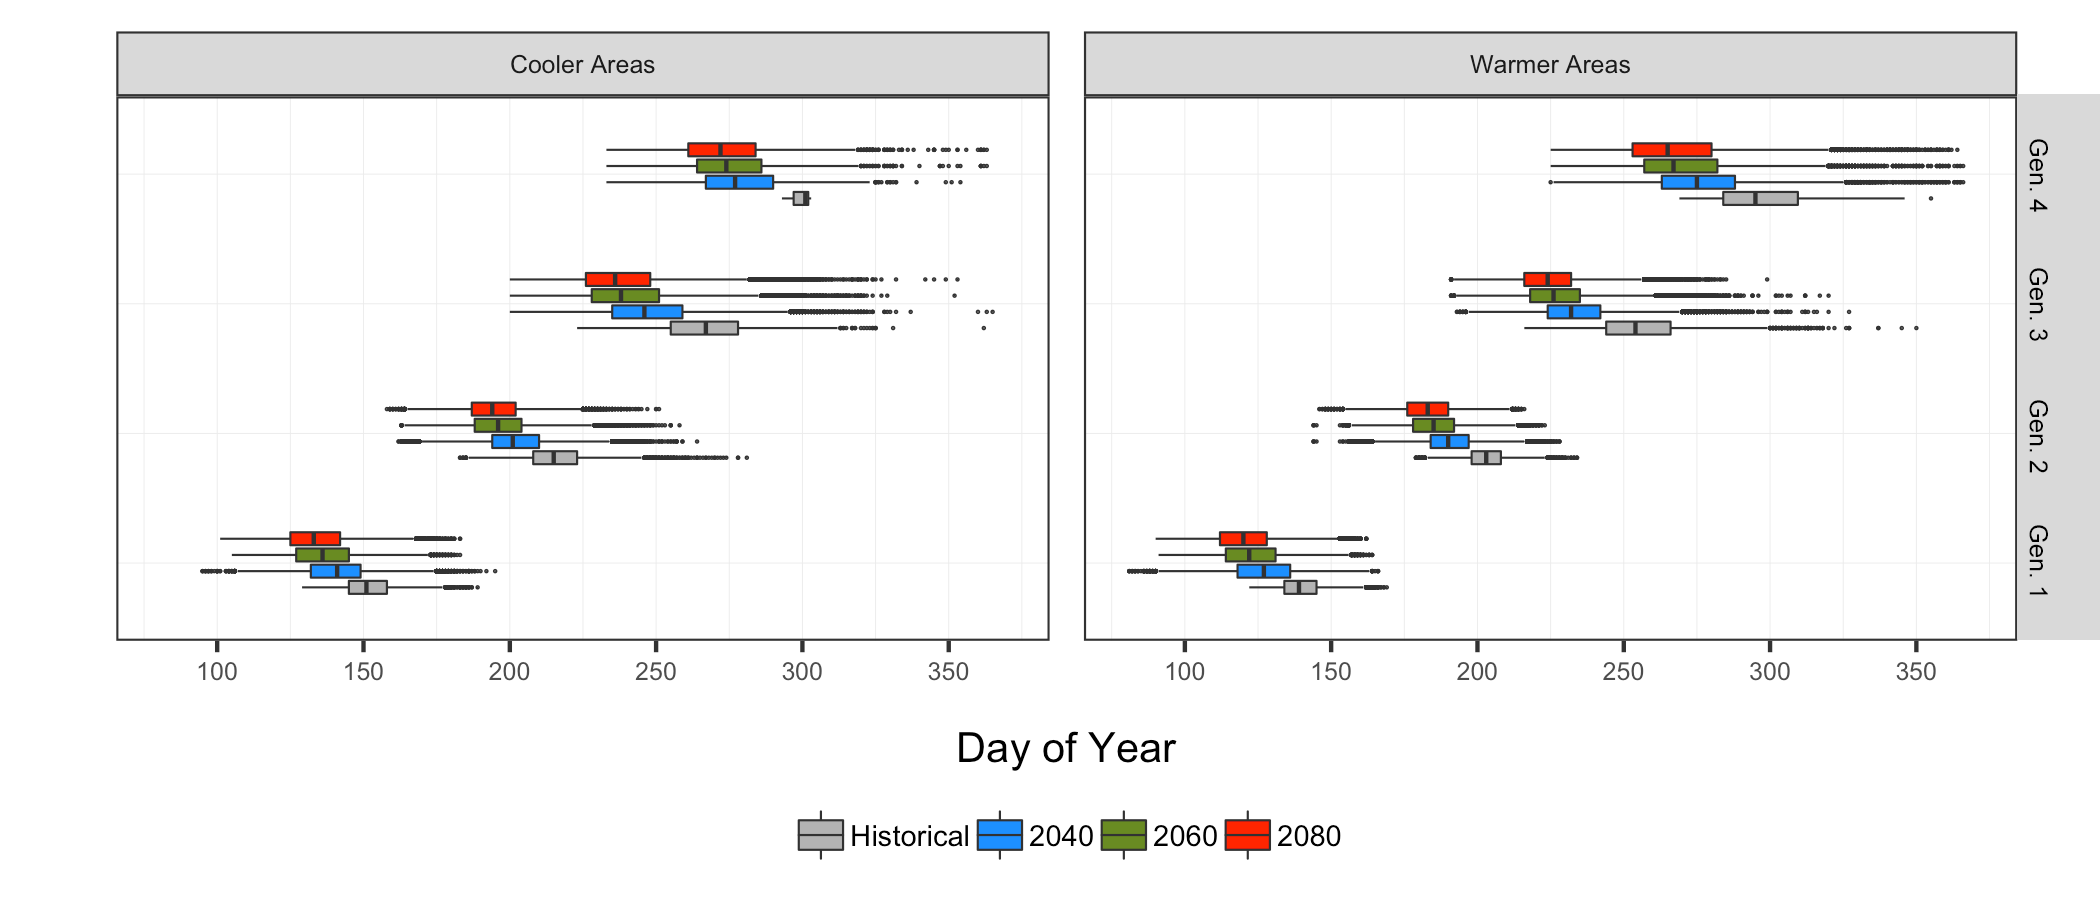 Cooler Areas
Warmer Areas
Gen. 4
Gen. 3
Gen. 2
Gen. 1
100 150 200 250 300 350
100 150 200 250 300 350
Day of Year
Historical 2040 2060 2080